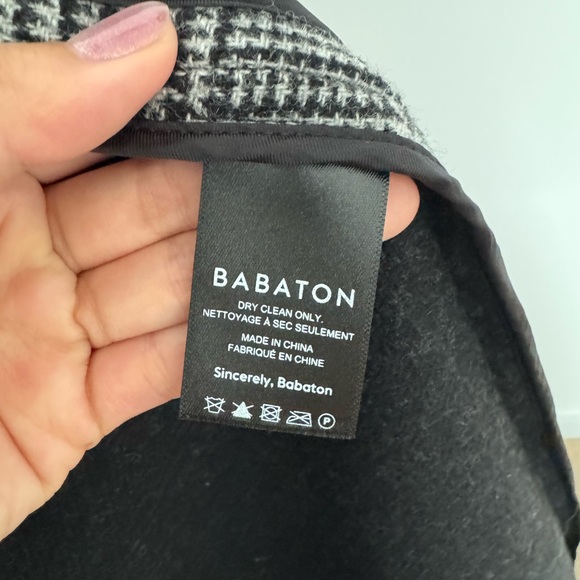 BABATON
DRY CLEAN ONLY.
NETTOYAGE À SEC SEULEMENT
MADE IN CHINA
FABRIQUÉ EN CHINE
Sincerely, Babaton
P